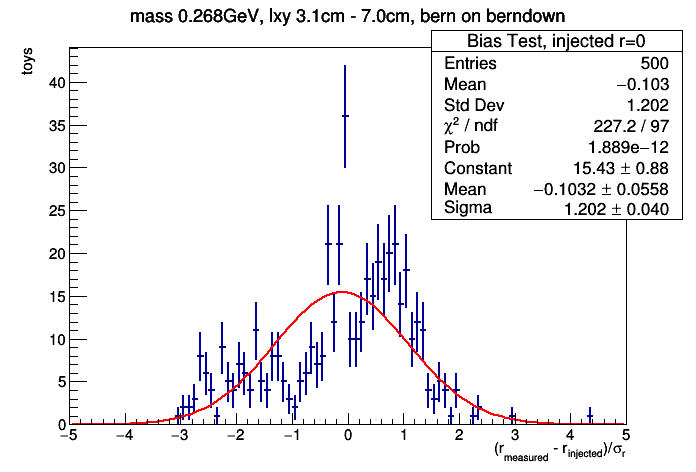 mass 0.268GeV, lxy 3.1cm - 7.0cm, bern on berndown
Bias Test, injected r=0
Entries 500
Mean −0.103
Std Dev 1.202
χ² / ndf 227.2 / 97
Prob 1.889e−12
Constant 15.43 ± 0.88
Mean −0.1032 ± 0.0558
Sigma 1.202 ± 0.040
toys
40
35
30
25
20
15
10
5
0
−5 −4 −3 −2 −1 0 1 2 3 4 5
(r_measured - r_injected)/σ_r